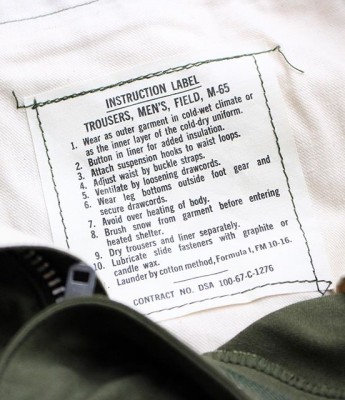 INSTRUCTION LABEL
TROUSERS, MEN'S, FIELD, M-65
1. Wear as outer garment in cold-wet climate or
as the inner layer of the cold-dry uniform.
2. Button in liner for added insulation.
3. Attach suspension hooks to waist loops.
4. Adjust waist by buckle straps.
5. Ventilate by loosening drawcords.
6. Wear leg bottoms outside foot gear and
secure drawcords.
7. Avoid over heating of body.
8. Brush snow from garment before entering
heated shelter.
9. Dry trousers and liner separately.
10. Lubricate slide fasteners with graphite or
candle wax.
Launder by cotton method, Formula I, FM 10-16.
CONTRACT NO. DSA 100-67-C-1276